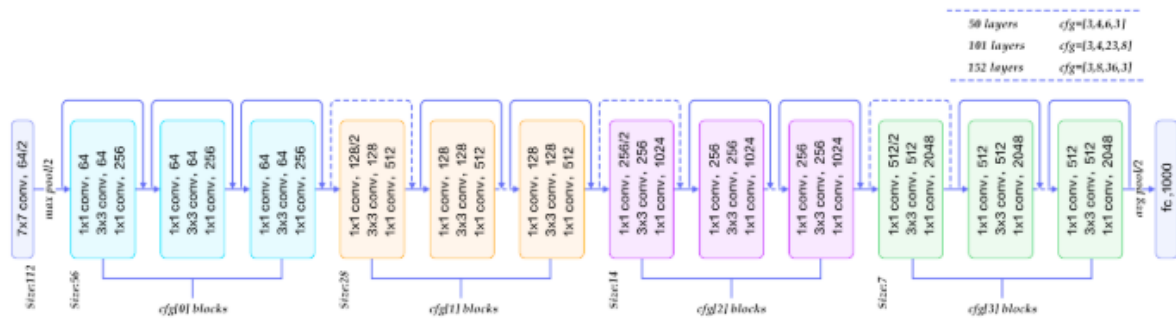 50 layers cfg=[3,4,6,3]
101 layers cfg=[3,4,23,8]
152 layers cfg=[3,8,36,3]
7x7 conv, 64/2
max pool/2
1x1 conv, 64
3x3 conv, 64
1x1 conv, 256
1x1 conv, 64
3x3 conv, 64
1x1 conv, 256
1x1 conv, 64
3x3 conv, 64
1x1 conv, 256
1x1 conv, 128/2
3x3 conv, 128
1x1 conv, 512
1x1 conv, 128
3x3 conv, 128
1x1 conv, 512
1x1 conv, 128
3x3 conv, 128
1x1 conv, 512
1x1 conv, 256/2
3x3 conv, 256
1x1 conv, 1024
1x1 conv, 256
3x3 conv, 256
1x1 conv, 1024
1x1 conv, 256
3x3 conv, 256
1x1 conv, 1024
1x1 conv, 512/2
3x3 conv, 512
1x1 conv, 2048
1x1 conv, 512
3x3 conv, 512
1x1 conv, 2048
1x1 conv, 512
3x3 conv, 512
1x1 conv, 2048
avg pool/2
fc ,1000
Size:112
Size:56
Size:28
Size:14
Size:7
cfg[0] blocks
cfg[1] blocks
cfg[2] blocks
cfg[3] blocks